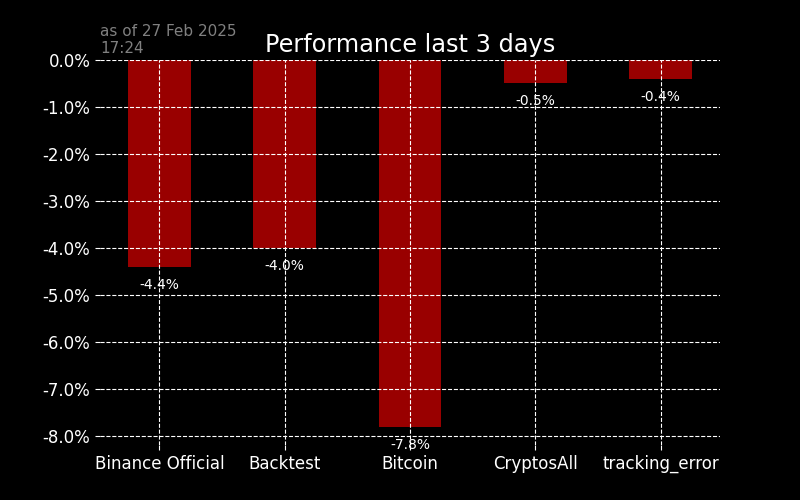 as of 27 Feb 2025
17:24
Performance last 3 days
0.0%
-1.0%
-2.0%
-3.0%
-4.0%
-5.0%
-6.0%
-7.0%
-8.0%
-4.4%
-4.0%
-7.8%
-0.5%
-0.4%
Binance Official
Backtest
Bitcoin
CryptosAll
tracking_error